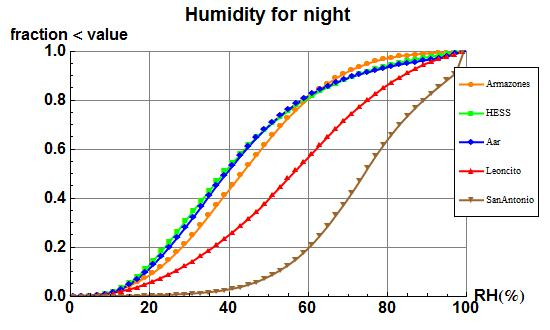 Humidity for night
fraction < value
1.0
0.8
0.6
0.4
0.2
0.0
0
20
40
60
80
100
RH(%)
Armazones
HESS
Aar
Leoncito
SanAntonio